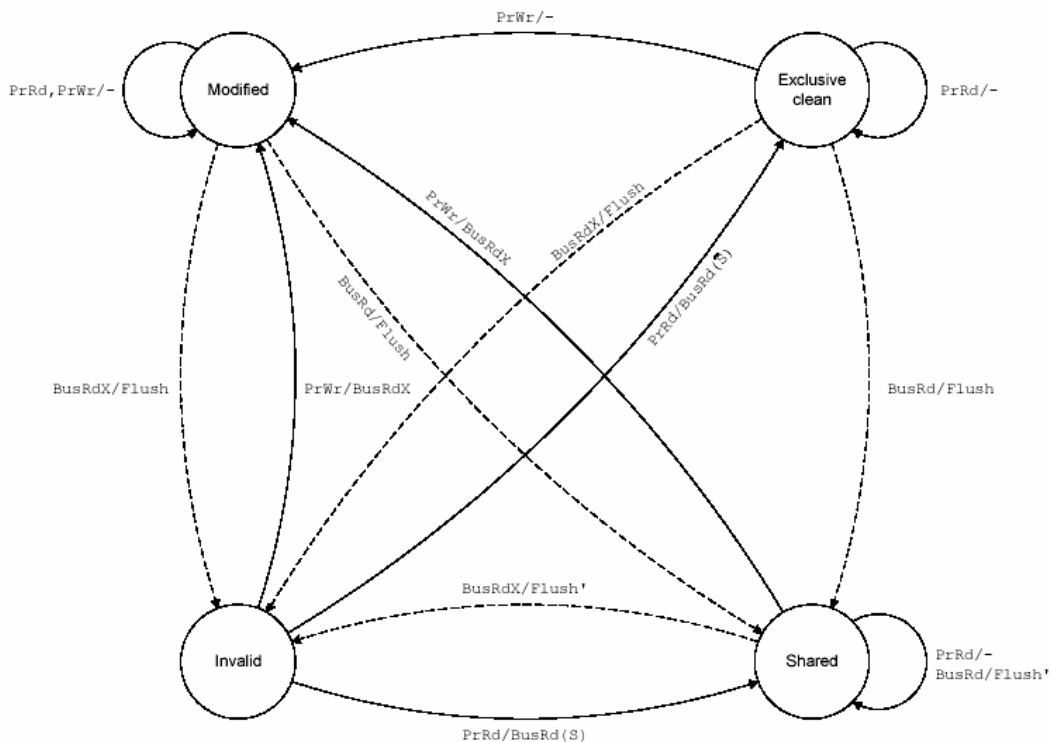 PrWr/-
Modified
Exclusive
clean
PrRd,PrWr/-
PrRd/-
PrWr/BusRdX
BusRdX/Flush
BusRd/Flush
PrRd/BusRd(S̄)
BusRdX/Flush
PrWr/BusRdX
BusRd/Flush
BusRdX/Flush'
Invalid
Shared
PrRd/-
BusRd/Flush'
PrRd/BusRd(S)